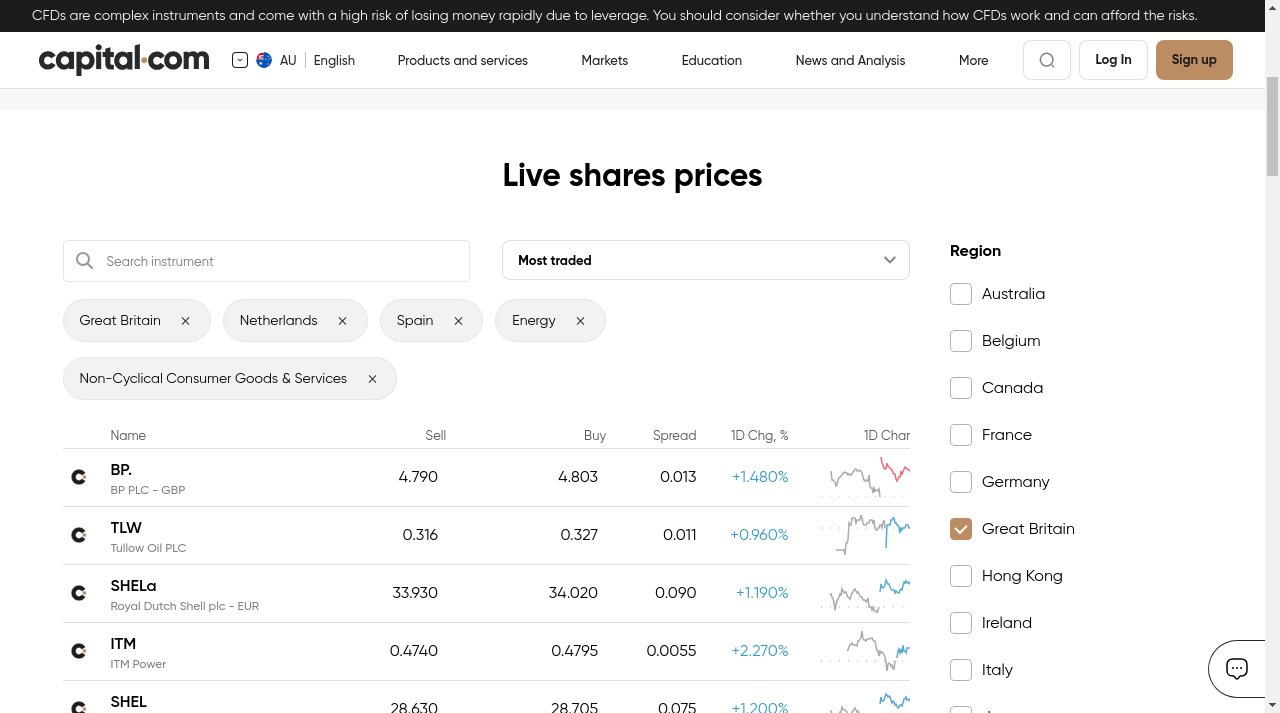 CFDs are complex instruments and come with a high risk of losing money rapidly due to leverage. You should consider whether you understand how CFDs work and can afford the risks.
capital.com AU English Products and services Markets Education News and Analysis More Log In Sign up
Live shares prices
Search instrument Most traded
Great Britain Netherlands Spain Energy
Non-Cyclical Consumer Goods & Services
Name Sell Buy Spread 1D Chg, % 1D Char
BP. 4.790 4.803 0.013 +1.480%
BP PLC - GBP
TLW 0.316 0.327 0.011 +0.960%
Tullow Oil PLC
SHELa 33.930 34.020 0.090 +1.190%
Royal Dutch Shell plc - EUR
ITM 0.4740 0.4795 0.0055 +2.270%
ITM Power
SHEL 28.630 28.705 0.075 +1.200%
Region
Australia
Belgium
Canada
France
Germany
Great Britain
Hong Kong
Ireland
Italy